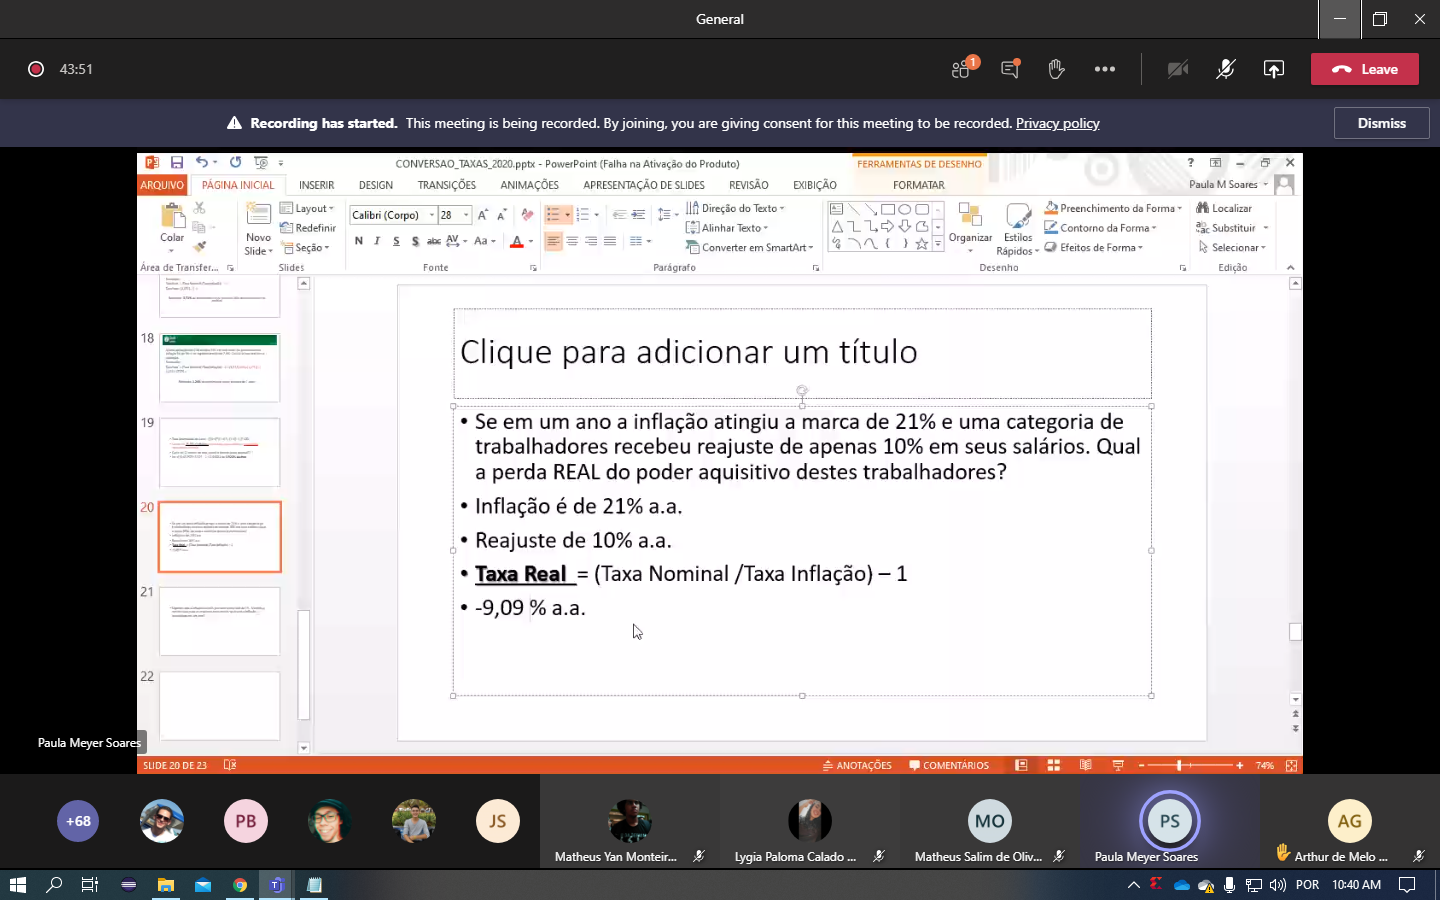 General
43:51
1
Leave
Recording has started. This meeting is being recorded. By joining, you are giving consent for this meeting to be recorded. Privacy policy
Dismiss
CONVERSAO_TAXAS_2020.pptx - PowerPoint (Falha na Ativação do Produto)
FERRAMENTAS DE DESENHO
ARQUIVO PÁGINA INICIAL INSERIR DESIGN TRANSIÇÕES ANIMAÇÕES APRESENTAÇÃO DE SLIDES REVISÃO EXIBIÇÃO FORMATAR
Paula M Soares
Colar
Novo Slide
Layout
Redefinir
Seção
Calibri (Corpo) 28
N I S S abc AV Aa A
Direção do Texto
Alinhar Texto
Converter em SmartArt
Organizar
Estilos Rápidos
Preenchimento da Forma
Contorno da Forma
Efeitos de Forma
Localizar
Substituir
Selecionar
Área de Transfer... Slides Fonte Parágrafo Desenho Edição
18
19
20
21
22
Clique para adicionar um título
• Se em um ano a inflação atingiu a marca de 21% e uma categoria de
trabalhadores recebeu reajuste de apenas 10% em seus salários. Qual
a perda REAL do poder aquisitivo destes trabalhadores?
• Inflação é de 21% a.a.
• Reajuste de 10% a.a.
• Taxa Real = (Taxa Nominal /Taxa Inflação) – 1
• -9,09 % a.a.
Paula Meyer Soares
SLIDE 20 DE 23
ANOTAÇÕES COMENTÁRIOS 74%
+68
PB
JS
Matheus Yan Monteir...
Lygia Paloma Calado ...
MO
Matheus Salim de Oliv...
PS
Paula Meyer Soares
AG
Arthur de Melo ...
POR 10:40 AM